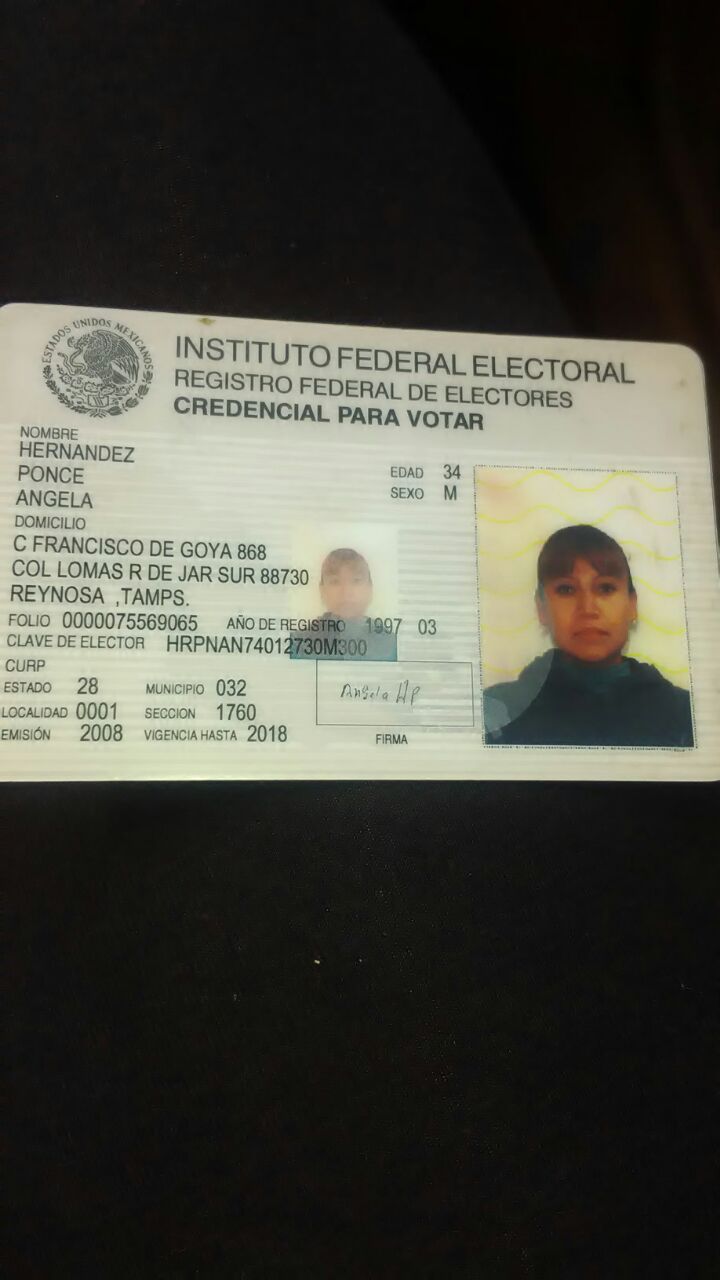 ESTADOS UNIDOS MEXICANOS
INSTITUTO FEDERAL ELECTORAL
REGISTRO FEDERAL DE ELECTORES
CREDENCIAL PARA VOTAR
NOMBRE
HERNANDEZ
PONCE
ANGELA
EDAD 34
SEXO M
DOMICILIO
C FRANCISCO DE GOYA 868
COL LOMAS R DE JAR SUR 88730
REYNOSA ,TAMPS.
FOLIO 0000075569065 AÑO DE REGISTRO 1997 03
CLAVE DE ELECTOR HRPNAN74012730M300
CURP
ESTADO 28 MUNICIPIO 032
LOCALIDAD 0001 SECCION 1760
EMISIÓN 2008 VIGENCIA HASTA 2018
Angela HP
FIRMA